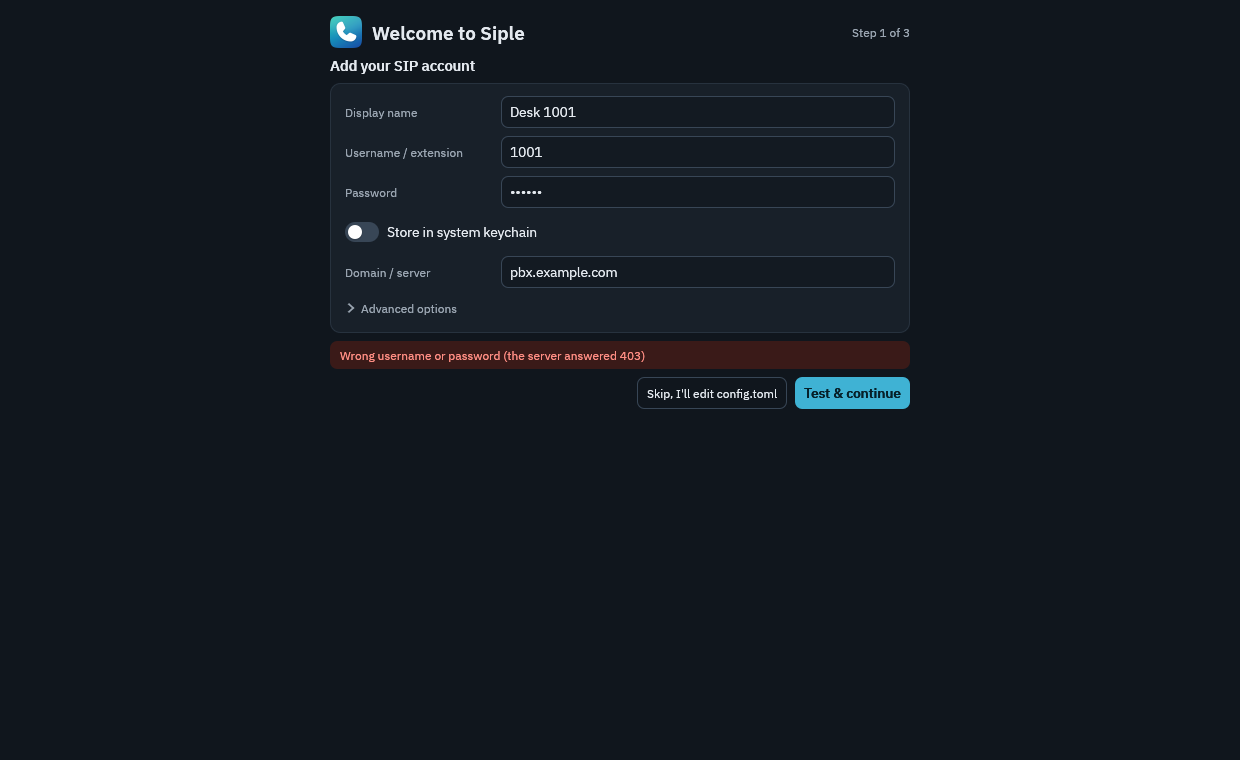 Welcome to Siple
Step 1 of 3
Add your SIP account
Display name
Desk 1001
Username / extension
1001
Password
••••••
Store in system keychain
Domain / server
pbx.example.com
Advanced options
Wrong username or password (the server answered 403)
Skip, I'll edit config.toml
Test & continue